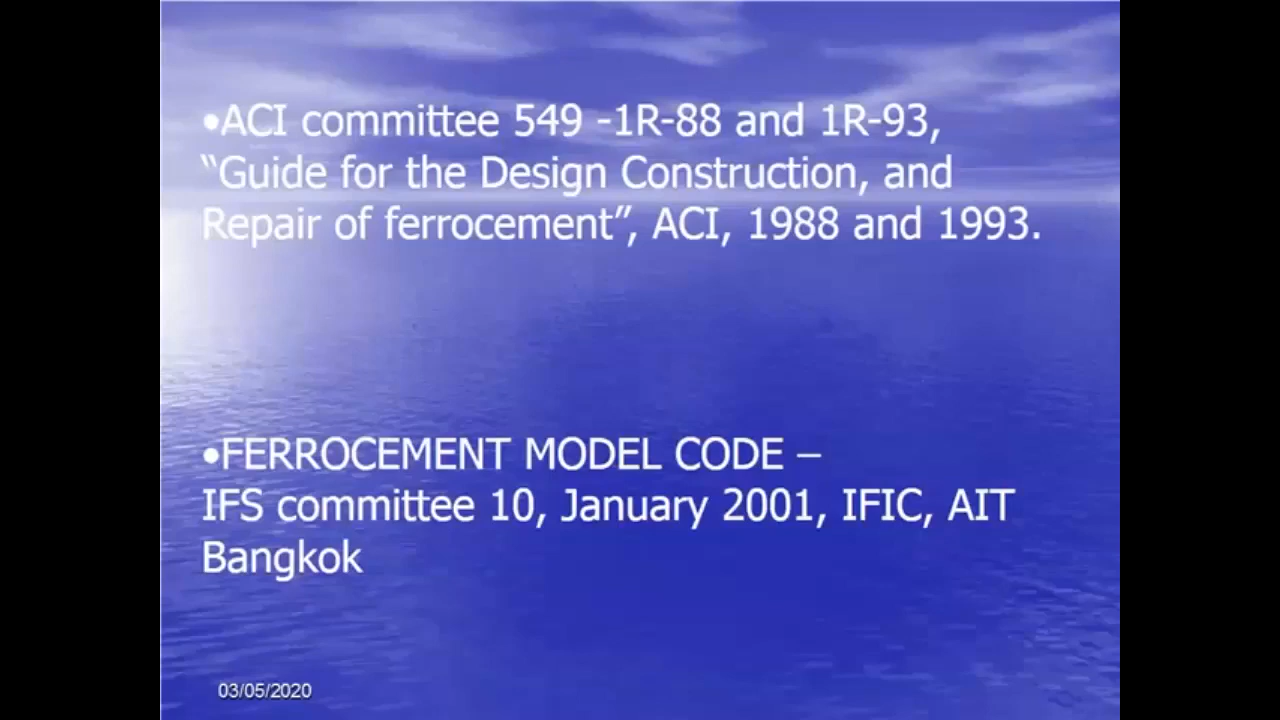 •ACI committee 549 -1R-88 and 1R-93,
“Guide for the Design Construction, and
Repair of ferrocement”, ACI, 1988 and 1993.
•FERROCEMENT MODEL CODE –
IFS committee 10, January 2001, IFIC, AIT
Bangkok
03/05/2020